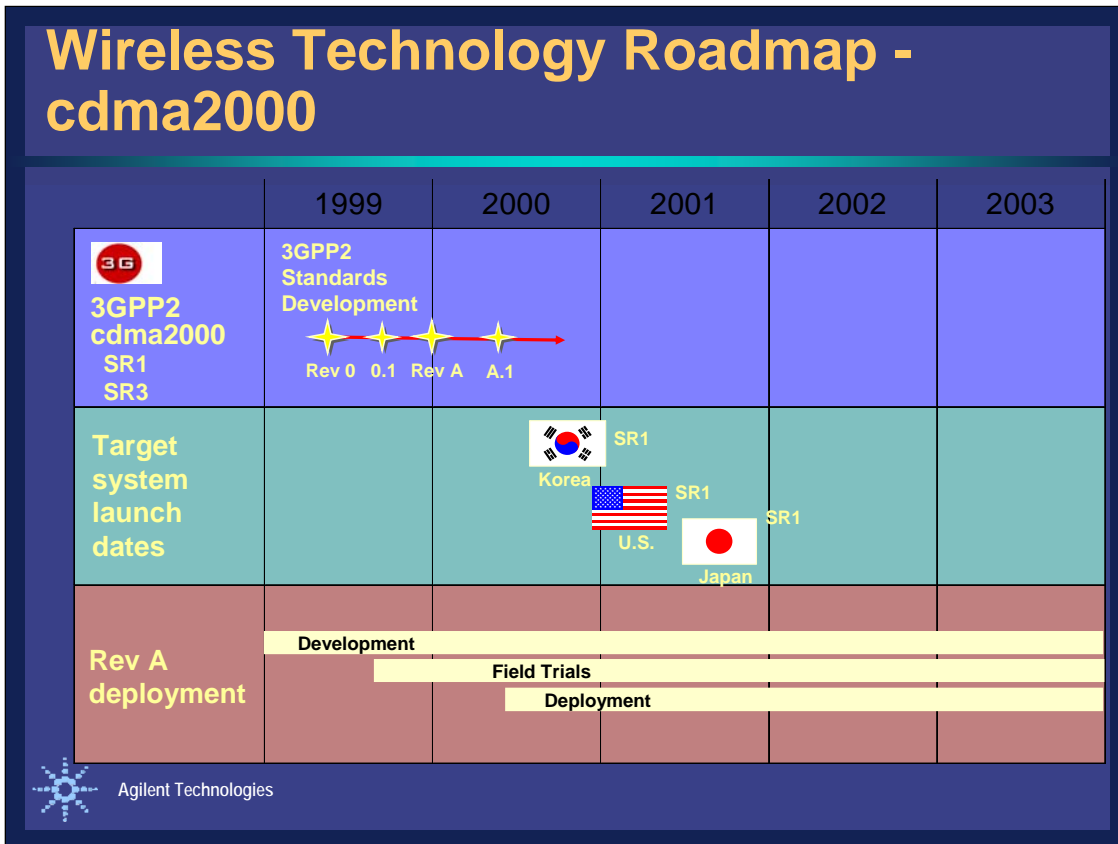 Wireless Technology Roadmap -
cdma2000
1999 2000 2001 2002 2003
3G
3GPP2
cdma2000
SR1
SR3
3GPP2
Standards
Development
Rev 0 0.1 Rev A A.1
Target
system
launch
dates
SR1
Korea
SR1
U.S.
SR1
Japan
Rev A
deployment
Development
Field Trials
Deployment
Agilent Technologies